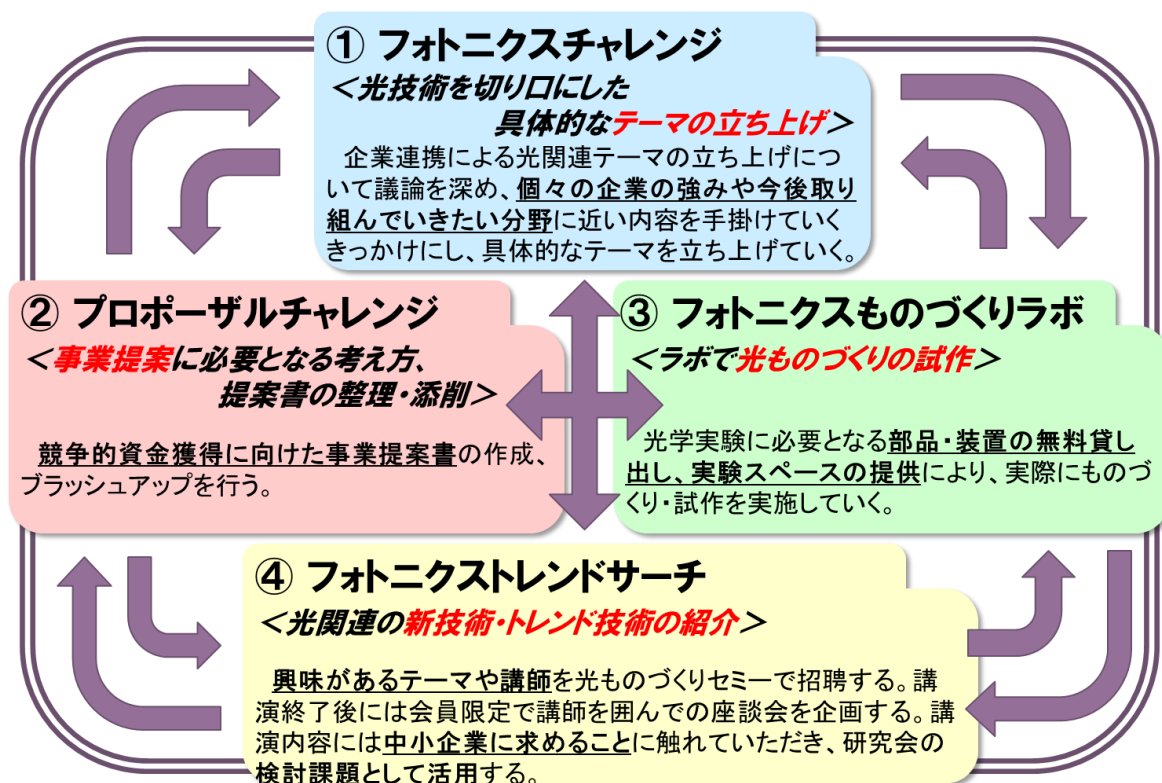 ① フォトニクスチャレンジ
＜光技術を切り口にした
具体的なテーマの立ち上げ＞
企業連携による光関連テーマの立ち上げにつ
いて議論を深め、個々の企業の強みや今後取り
組んでいきたい分野に近い内容を手掛けていく
きっかけにし、具体的なテーマを立ち上げていく。
② プロポーザルチャレンジ
＜事業提案に必要となる考え方、
提案書の整理・添削＞
競争的資金獲得に向けた事業提案書の作成、
ブラッシュアップを行う。
③ フォトニクスものづくりラボ
＜ラボで光ものづくりの試作＞
光学実験に必要となる部品・装置の無料貸し
出し、実験スペースの提供により、実際にものづ
くり・試作を実施していく。
④ フォトニクストレンドサーチ
＜光関連の新技術・トレンド技術の紹介＞
興味があるテーマや講師を光ものづくりセミーで招聘する。講
演終了後には会員限定で講師を囲んでの座談会を企画する。講
演内容には中小企業に求めることに触れていただき、研究会の
検討課題として活用する。